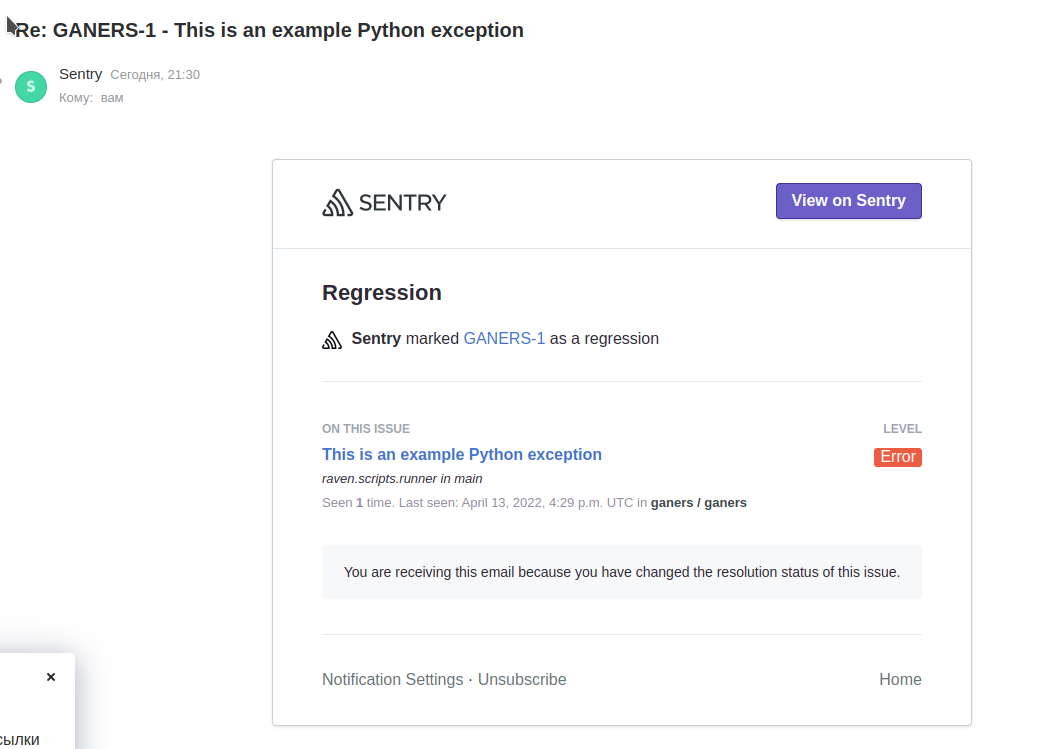 Re: GANERS-1 - This is an example Python exception
S
Sentry Сегодня, 21:30
Кому: вам
SENTRY
View on Sentry
Regression
Sentry marked GANERS-1 as a regression
ON THIS ISSUE
LEVEL
This is an example Python exception
Error
raven.scripts.runner in main
Seen 1 time. Last seen: April 13, 2022, 4:29 p.m. UTC in ganers / ganers
You are receiving this email because you have changed the resolution status of this issue.
Notification Settings · Unsubscribe
Home
×